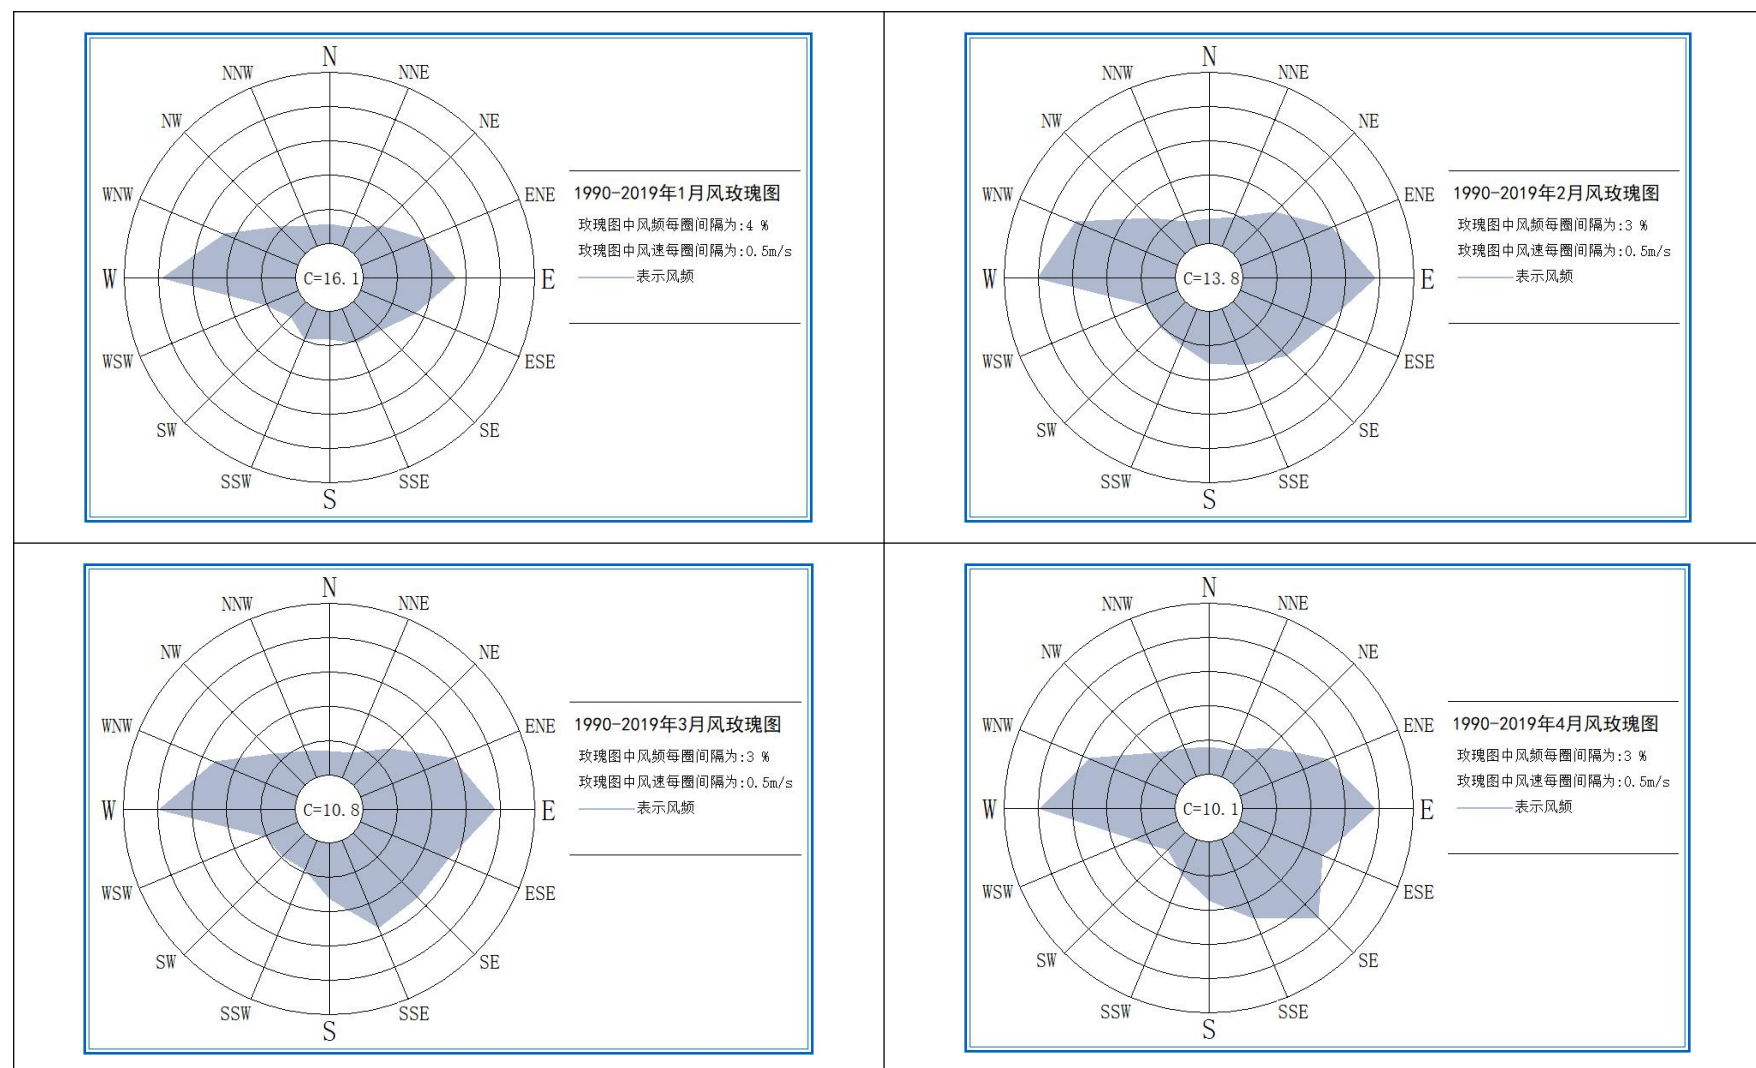 N
NNW
NNE
NW
NE
WNW
ENE
W
C=16.1
E
WSW
ESE
SW
SE
SSW
SSE
S
1990-2019年1月风玫瑰图
玫瑰图中风频每圈间隔为:4 %
玫瑰图中风速每圈间隔为:0.5m/s
表示风频
N
NNW
NNE
NW
NE
WNW
ENE
W
C=13.8
E
WSW
ESE
SW
SE
SSW
SSE
S
1990-2019年2月风玫瑰图
玫瑰图中风频每圈间隔为:3 %
玫瑰图中风速每圈间隔为:0.5m/s
表示风频
N
NNW
NNE
NW
NE
WNW
ENE
W
C=10.8
E
WSW
ESE
SW
SE
SSW
SSE
S
1990-2019年3月风玫瑰图
玫瑰图中风频每圈间隔为:3 %
玫瑰图中风速每圈间隔为:0.5m/s
表示风频
N
NNW
NNE
NW
NE
WNW
ENE
W
C=10.1
E
WSW
ESE
SW
SE
SSW
SSE
S
1990-2019年4月风玫瑰图
玫瑰图中风频每圈间隔为:3 %
玫瑰图中风速每圈间隔为:0.5m/s
表示风频